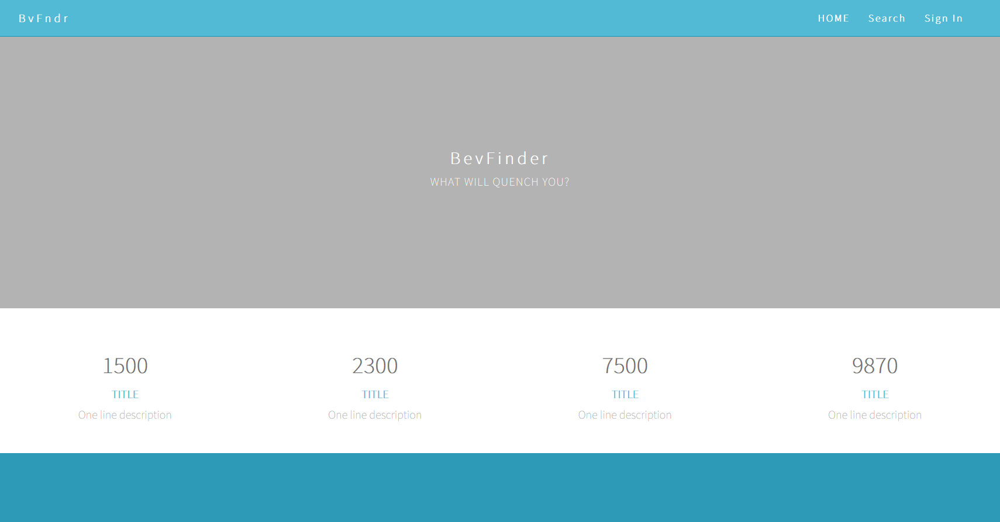 BvFndr HOME Search Sign In
BevFinder
WHAT WILL QUENCH YOU?
1500 2300 7500 9870
TITLE TITLE TITLE TITLE
One line description One line description One line description One line description